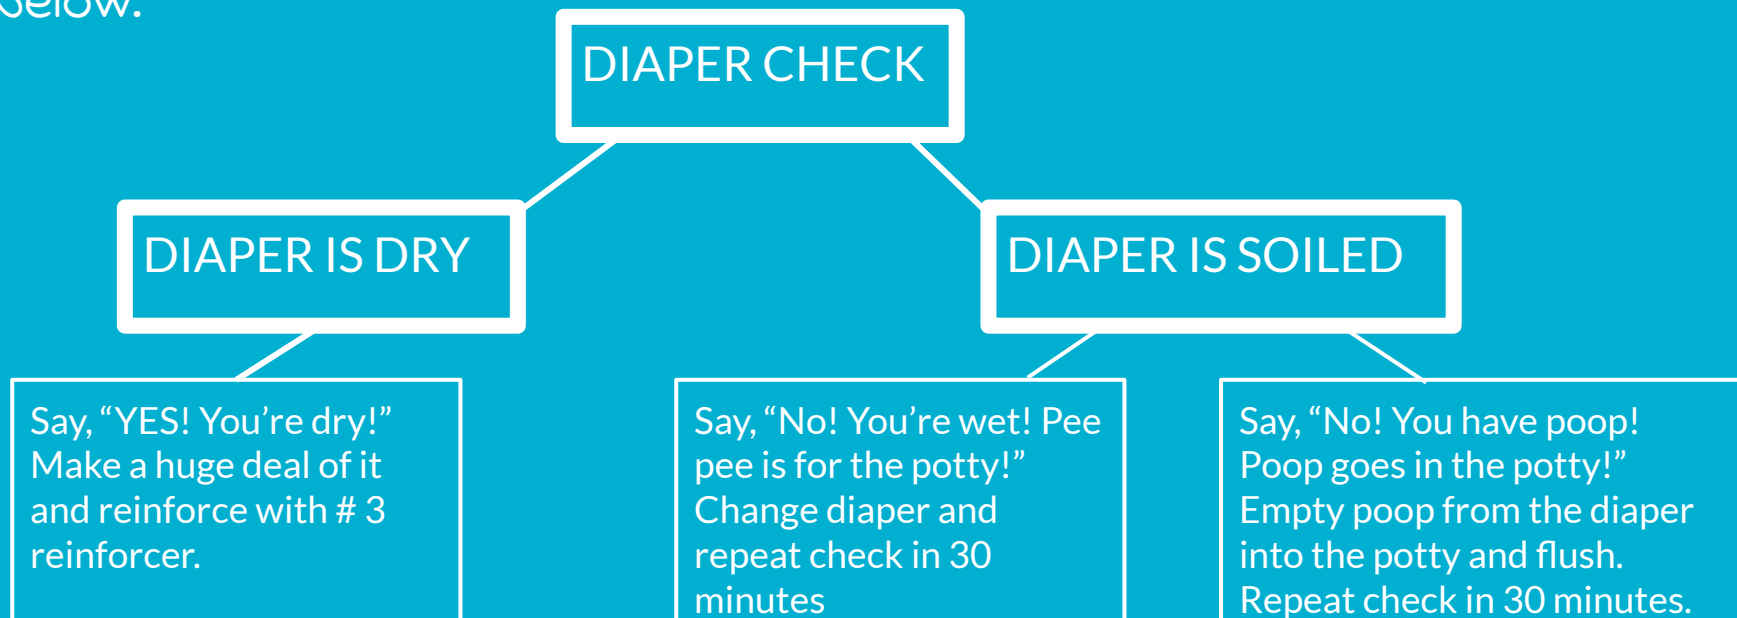 below.
DIAPER CHECK
DIAPER IS DRY
DIAPER IS SOILED
Say, “YES! You’re dry!”
Make a huge deal of it
and reinforce with # 3
reinforcer.
Say, “No! You’re wet! Pee
pee is for the potty!”
Change diaper and
repeat check in 30
minutes
Say, “No! You have poop!
Poop goes in the potty!”
Empty poop from the diaper
into the potty and flush.
Repeat check in 30 minutes.